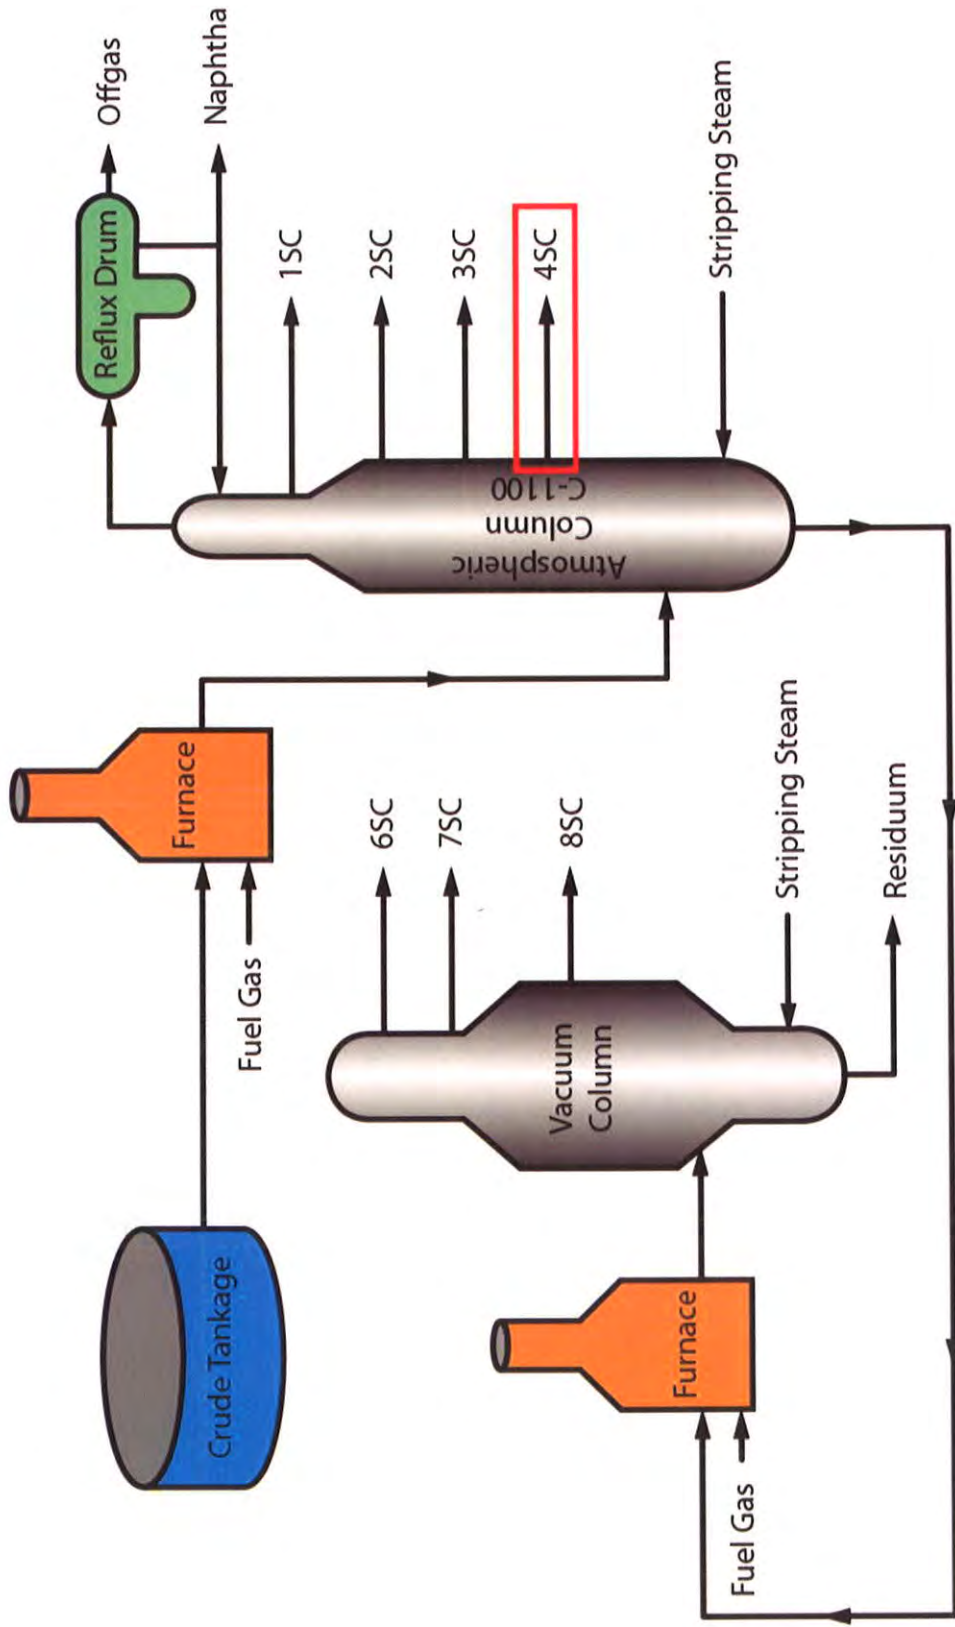 Offgas
Naphtha
Reflux Drum
1SC
2SC
3SC
4SC
Stripping Steam
Atmospheric
Column
C-1100
Furnace
Fuel Gas
6SC
7SC
8SC
Stripping Steam
Residuum
Vacuum
Column
Crude Tankage
Furnace
Fuel Gas